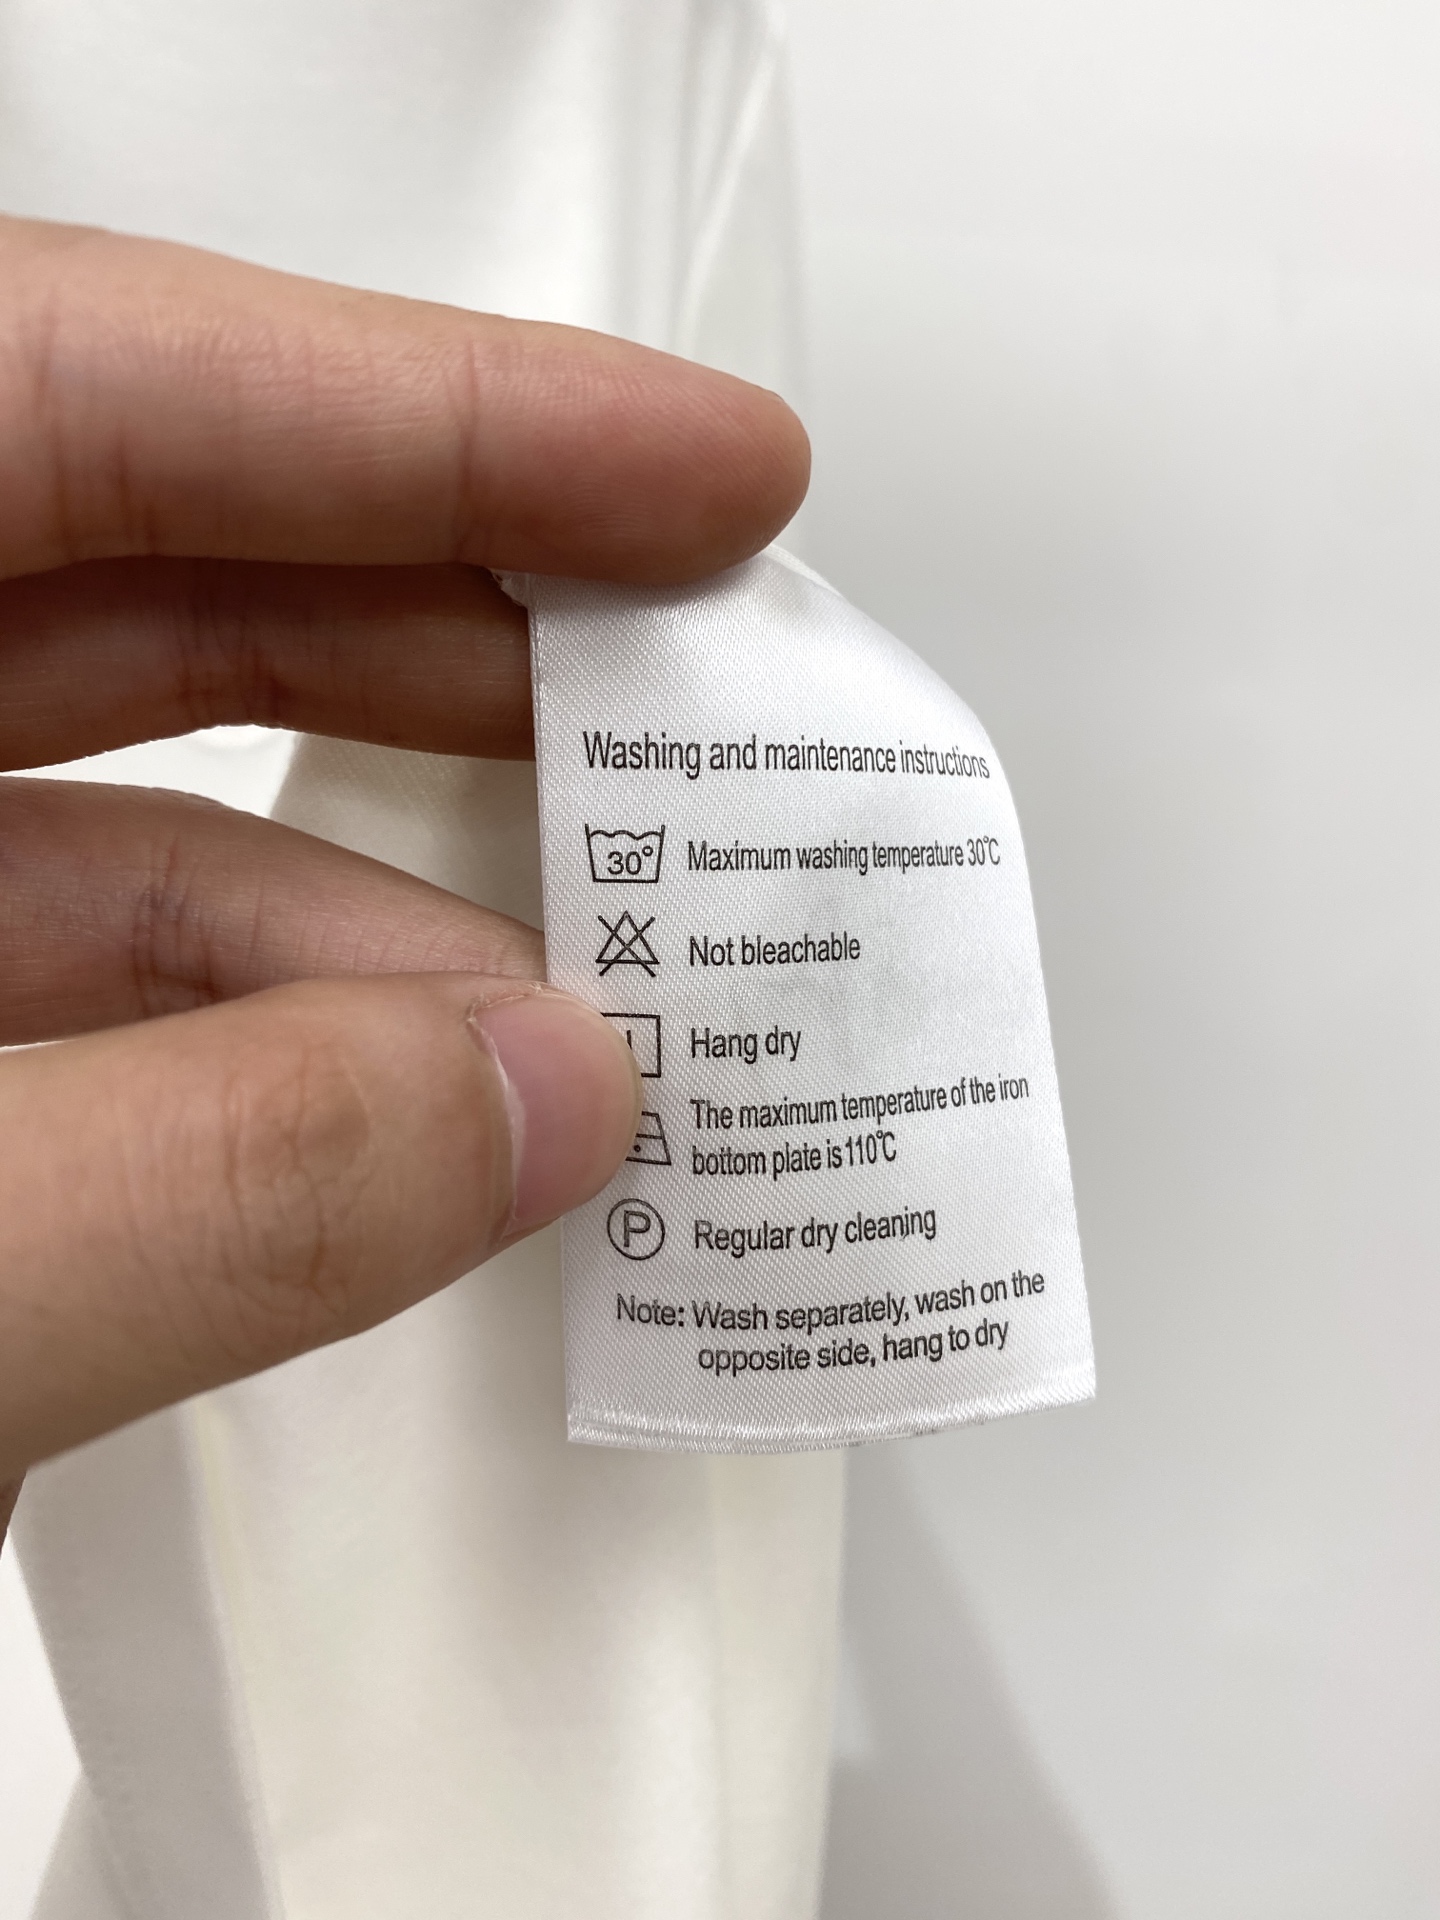 Washing and maintenance instructions
30° Maximum washing temperature 30℃
Not bleachable
Hang dry
The maximum temperature of the iron
bottom plate is 110℃
P Regular dry cleaning
Note: Wash separately, wash on the
opposite side, hang to dry